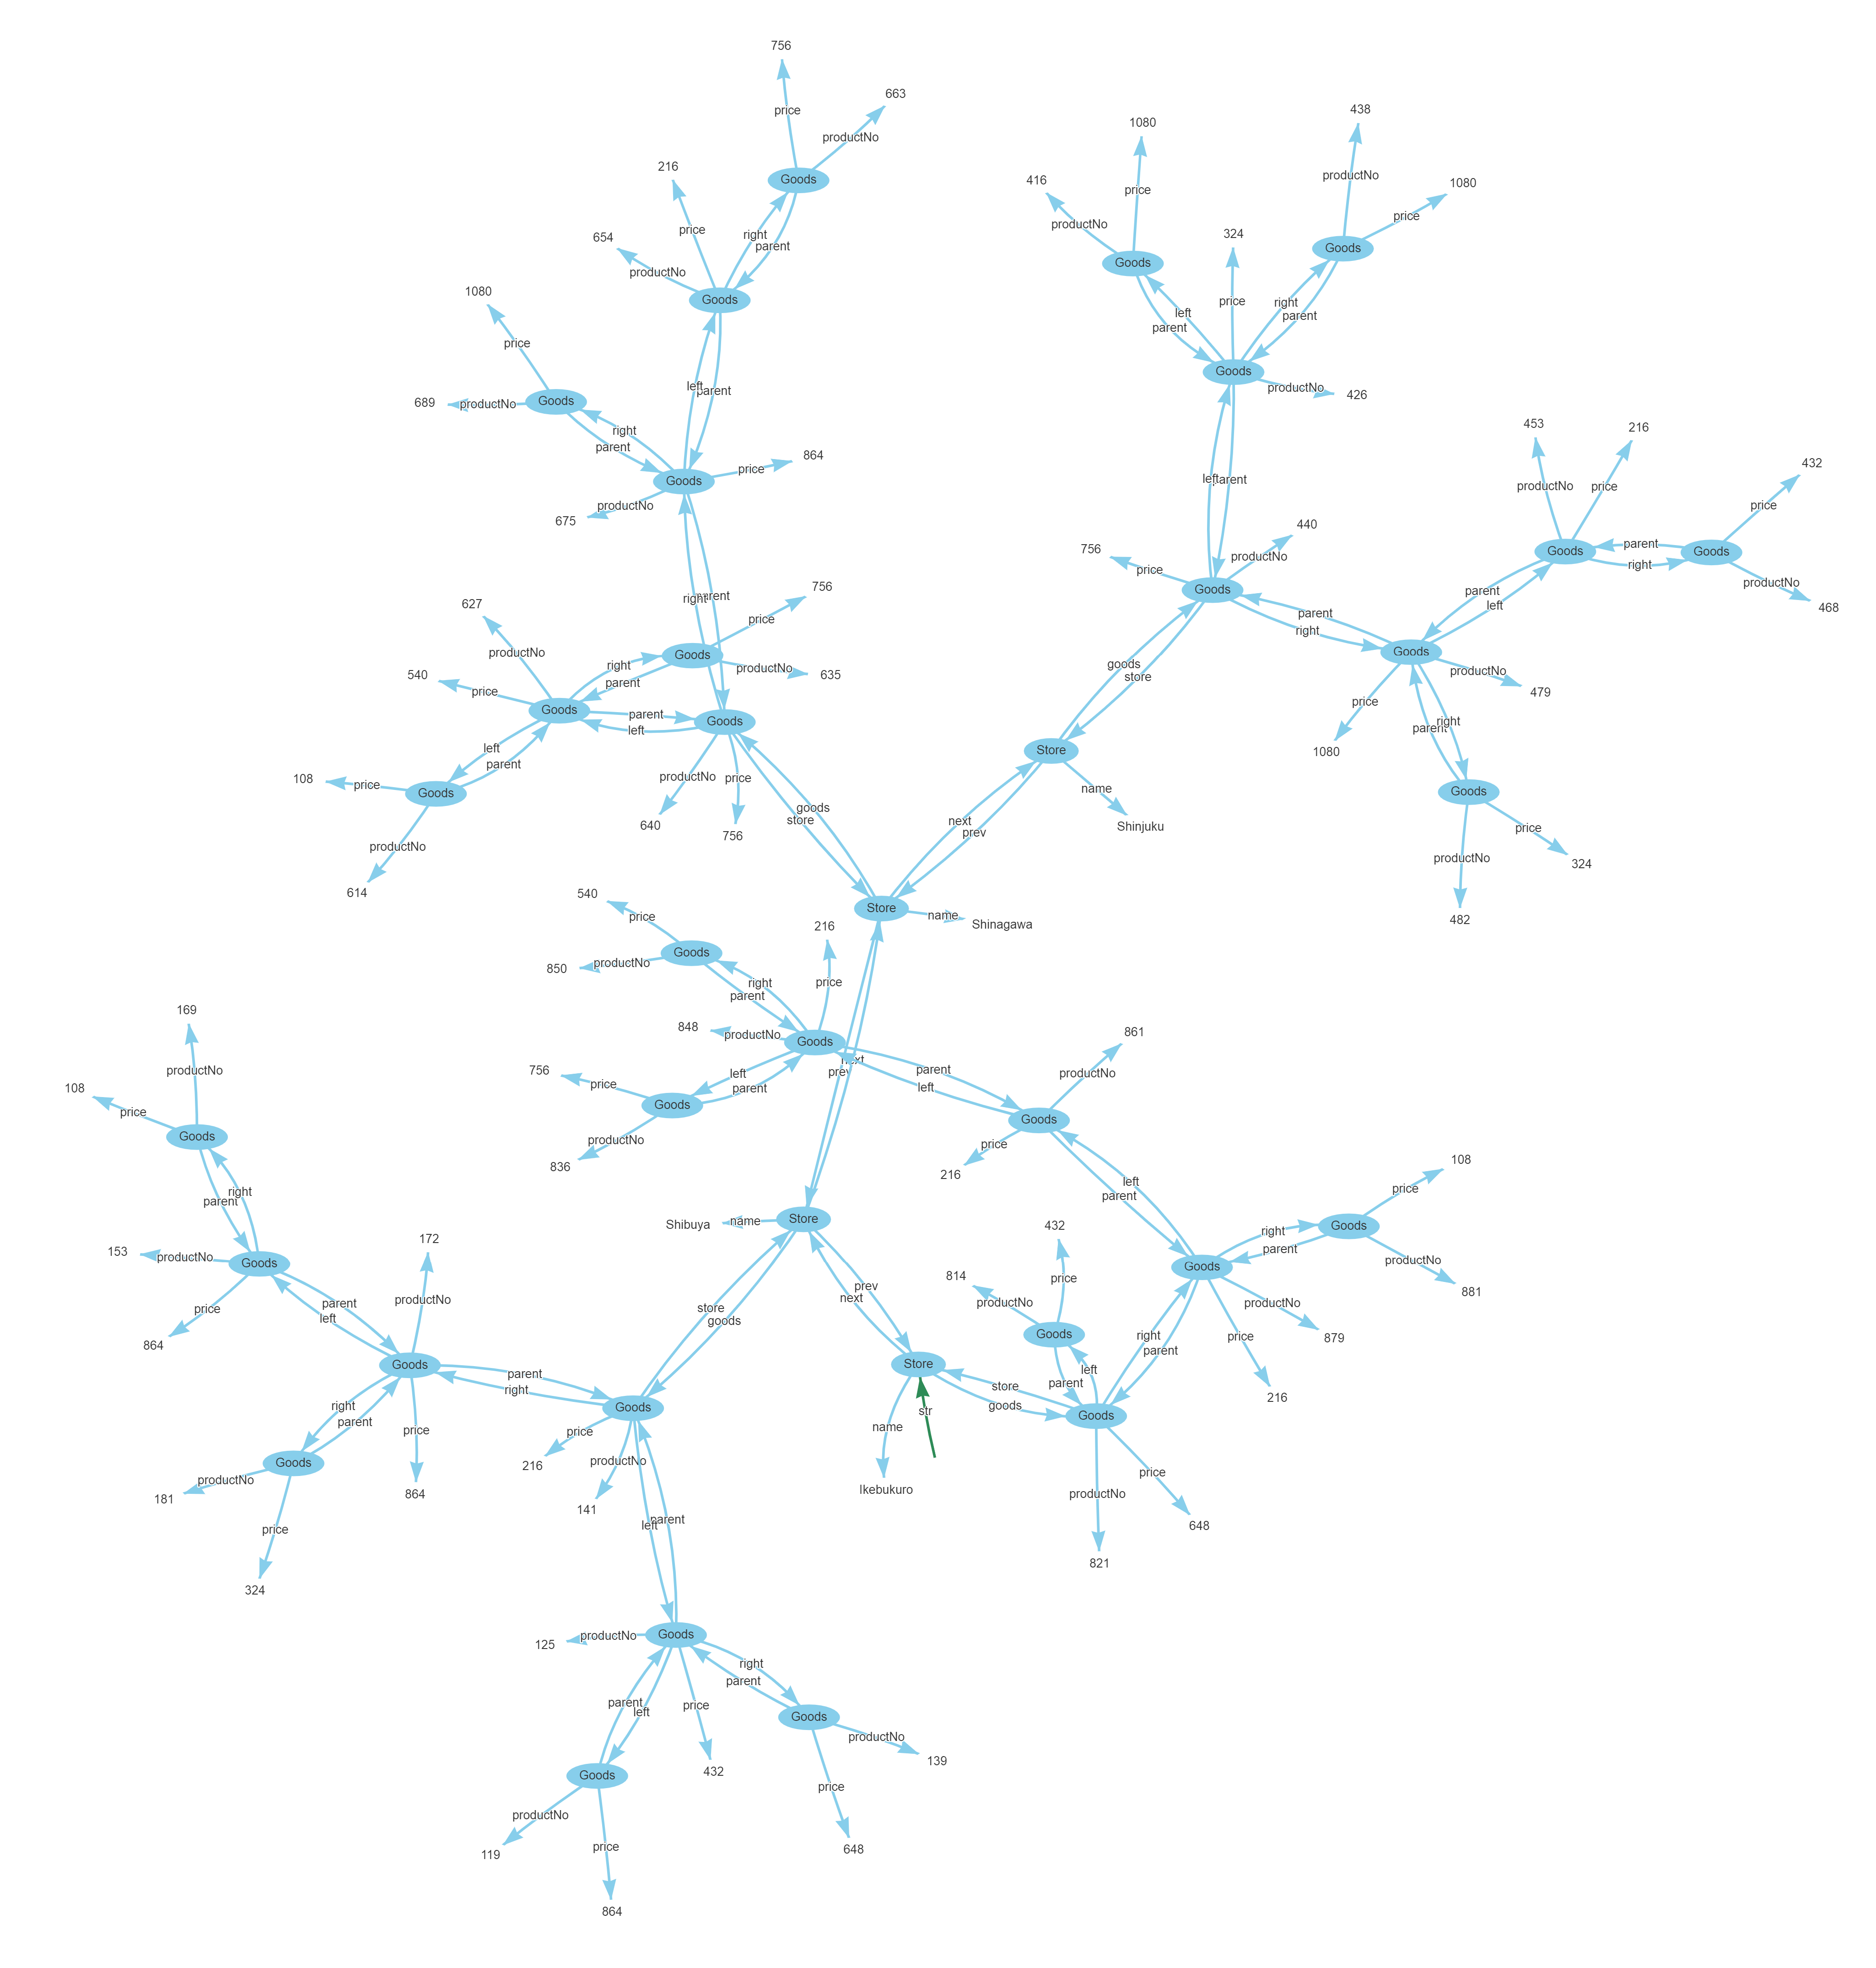 756
663
price
productNo
Goods
216
654
price
productNo
right
parent
Goods
1080
price
689
productNo
Goods
right
parent
left
parent
Goods
price
864
productNo
675
right
parent
627
productNo
540
price
Goods
right
parent
Goods
price
756
productNo
635
parent
left
Goods
left
parent
108
price
Goods
productNo
614
productNo
640
price
756
goods
store
1080
416
price
productNo
Goods
438
productNo
1080
price
Goods
324
price
left
parent
right
parent
Goods
productNo
426
left
parent
756
price
440
productNo
Goods
parent
right
453
productNo
216
price
432
price
Goods
parent
right
Goods
productNo
468
parent
left
Goods
productNo
479
price
1080
right
parent
Goods
price
324
productNo
482
goods
store
Store
name
Shinjuku
next
prev
Store
name
Shinagawa
540
price
850
productNo
Goods
right
parent
216
price
848
productNo
Goods
left
parent
756
price
Goods
productNo
836
next
prev
parent
left
861
productNo
Goods
price
216
left
parent
108
price
right
Goods
parent
productNo
881
Goods
productNo
879
price
216
169
productNo
108
price
Goods
right
parent
153
productNo
Goods
price
864
parent
left
172
productNo
Goods
right
parent
price
864
Goods
productNo
181
price
324
parent
right
Shibuya
name
Store
store
goods
prev
next
Store
store
goods
str
name
Ikebukuro
432
price
814
productNo
Goods
left
parent
right
parent
Goods
price
648
productNo
821
Goods
price
216
productNo
141
left
parent
125
productNo
Goods
right
parent
parent
left
price
432
Goods
productNo
139
price
648
Goods
productNo
119
price
864